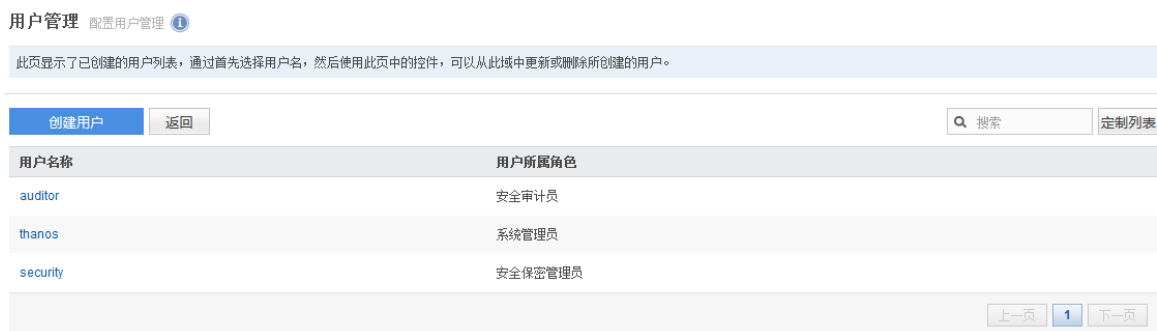 用户管理 配置用户管理 i
此页显示了已创建的用户列表，通过首先选择用户名，然后使用此页中的控件，可以从此域中更新或删除所创建的用户。
创建用户 返回 搜索 定制列表
用户名称 用户所属角色
auditor 安全审计员
thanos 系统管理员
security 安全保密管理员
上一页 1 下一页